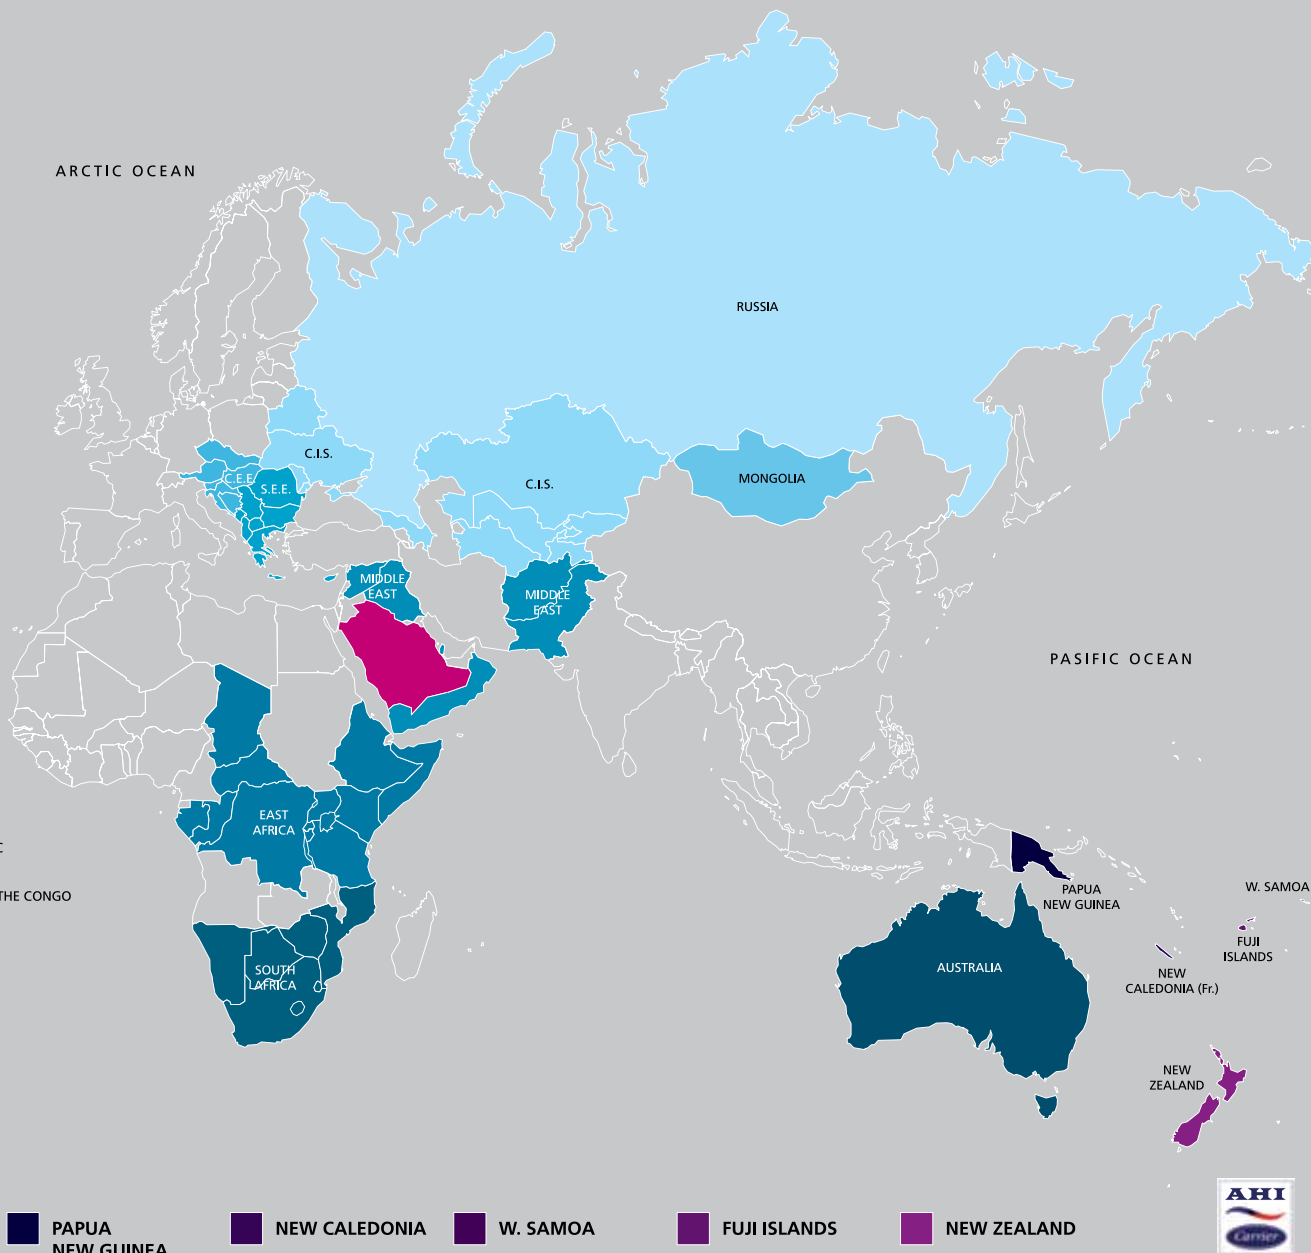 ARCTIC OCEAN
RUSSIA
C.I.S.
C.E.E.
S.E.E.
C.I.S.
MONGOLIA
MIDDLE
EAST
MIDDLE
EAST
PASIFIC OCEAN
EAST
AFRICA
C
THE CONGO
PAPUA
NEW GUINEA
W. SAMOA
FUJI
ISLANDS
SOUTH
AFRICA
AUSTRALIA
NEW
CALEDONIA (Fr.)
NEW
ZEALAND
AHI
Carrier
PAPUA
NEW GUINEA
NEW CALEDONIA
W. SAMOA
FUJI ISLANDS
NEW ZEALAND